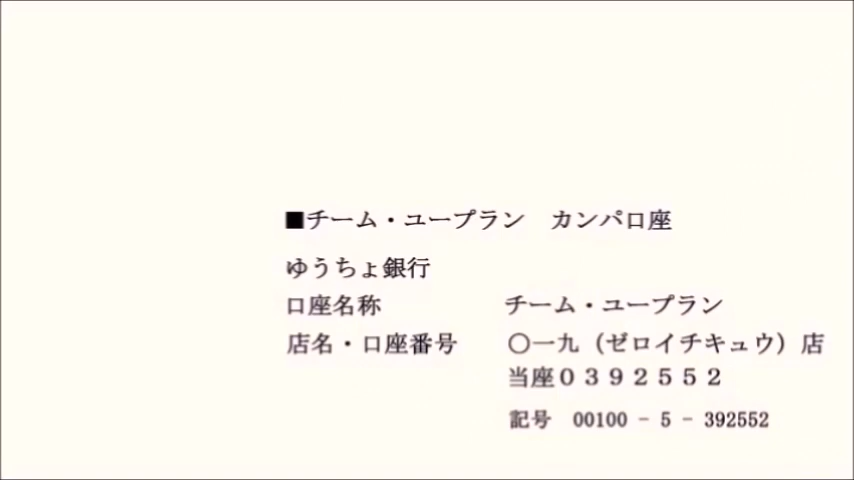 ■チーム・ユープラン　カンパ口座
ゆうちょ銀行
口座名称　チーム・ユープラン
店名・口座番号　〇一九（ゼロイチキュウ）店
当座０３９２５５２
記号　00100 － 5 － 392552